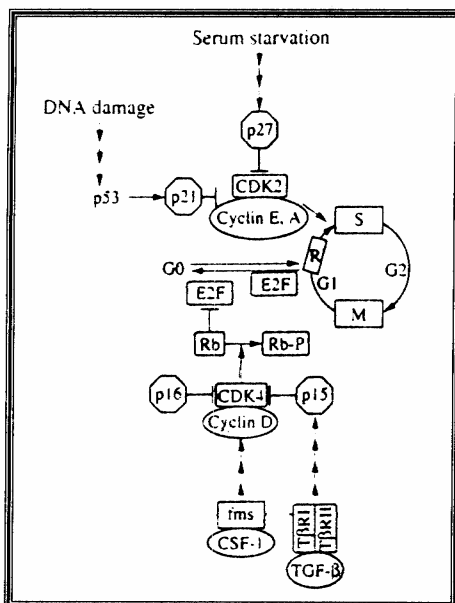 Serum starvation
DNA damage
p27
CDK2
p53
p21
Cyclin E, A
S
R
G0
E2F
G1
G2
E2F
M
Rb
Rb-P
p16
CDK4
p15
Cyclin D
fms
TβRI
TβRII
CSF-1
TGF-β